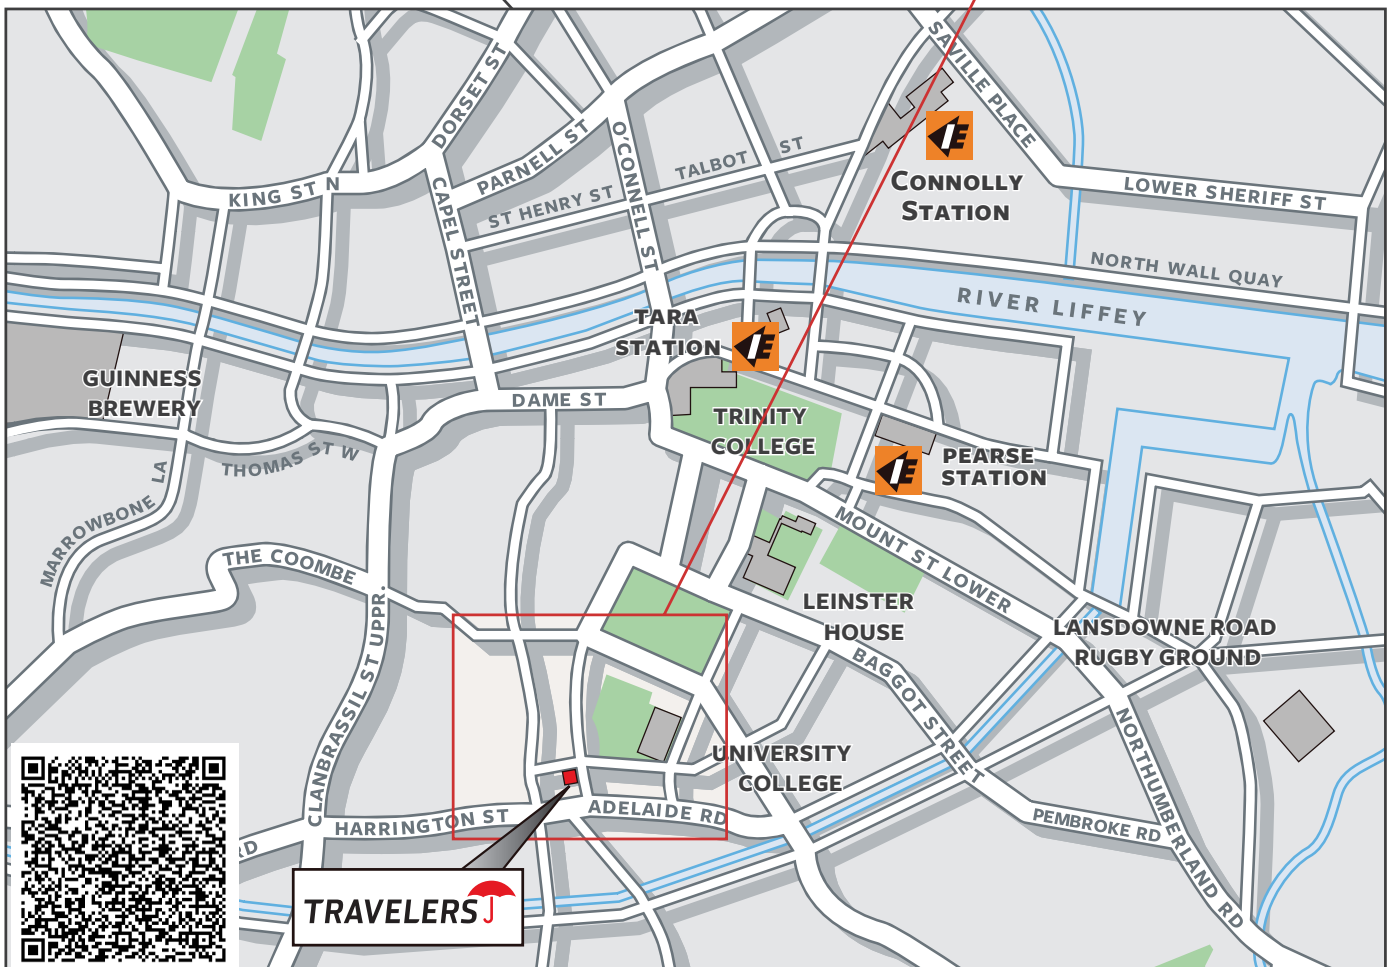 SAVILLE PLACE
DORSET ST
PARNELL ST
O'CONNELL ST
TALBOT ST
CONNOLLY
STATION
KING ST N
CAPEL STREET
ST HENRY ST
LOWER SHERIFF ST
NORTH WALL QUAY
RIVER LIFFEY
TARA
STATION
GUINNESS
BREWERY
DAME ST
TRINITY
COLLEGE
PEARSE
STATION
THOMAS ST W
MARROWBONE LA
THE COOMBE
MOUNT ST LOWER
LEINSTER
HOUSE
LANSDOWNE ROAD
RUGBY GROUND
CLANBRASSIL ST UPPR.
BAGGOT STREET
UNIVERSITY
COLLEGE
NORTHUMBERLAND RD
HARRINGTON ST
ADELAIDE RD
PEMBROKE RD
RD
TRAVELERS